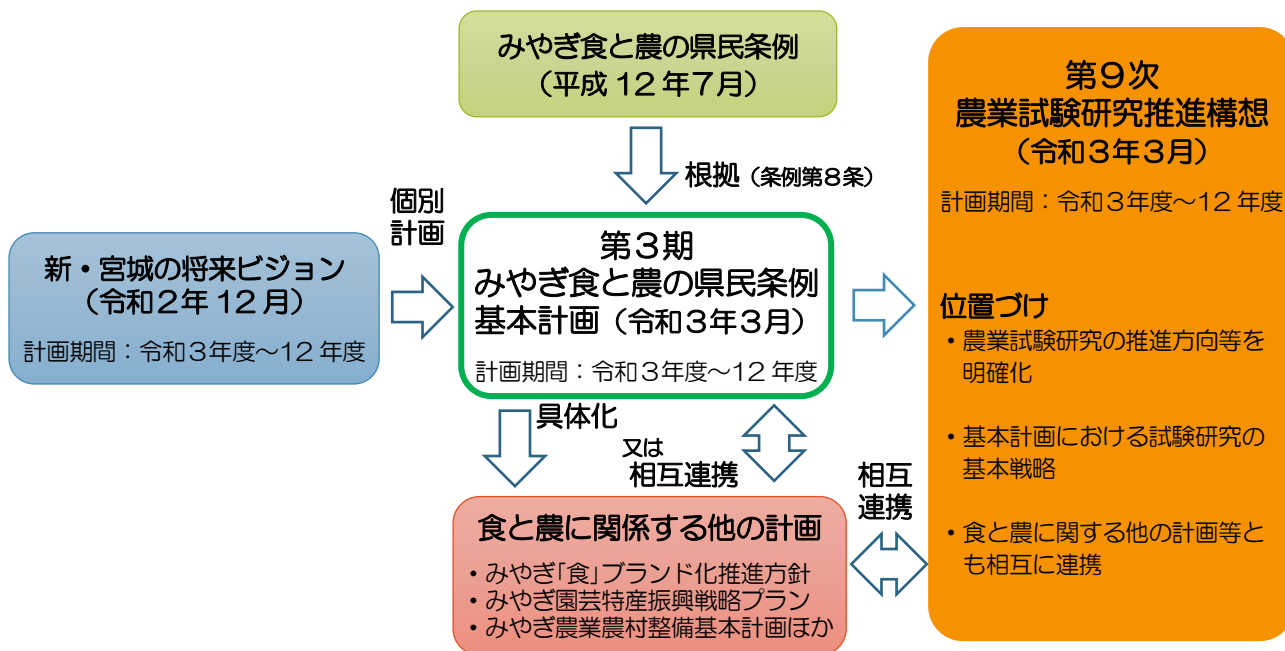 みやぎ食と農の県民条例
（平成 12 年７月）
根拠（条例第８条）
個別
計画
新・宮城の将来ビジョン
（令和２年 12 月）
計画期間：令和３年度～12 年度
第３期
みやぎ食と農の県民条例
基本計画（令和３年３月）
計画期間：令和３年度～12 年度
具体化
又は
相互連携
食と農に関係する他の計画
・みやぎ「食」ブランド化推進方針
・みやぎ園芸特産振興戦略プラン
・みやぎ農業農村整備基本計画ほか
相互
連携
第９次
農業試験研究推進構想
（令和３年３月）
計画期間：令和３年度～12 年度
位置づけ
・農業試験研究の推進方向等を
明確化
・基本計画における試験研究の
基本戦略
・食と農に関する他の計画等と
も相互に連携